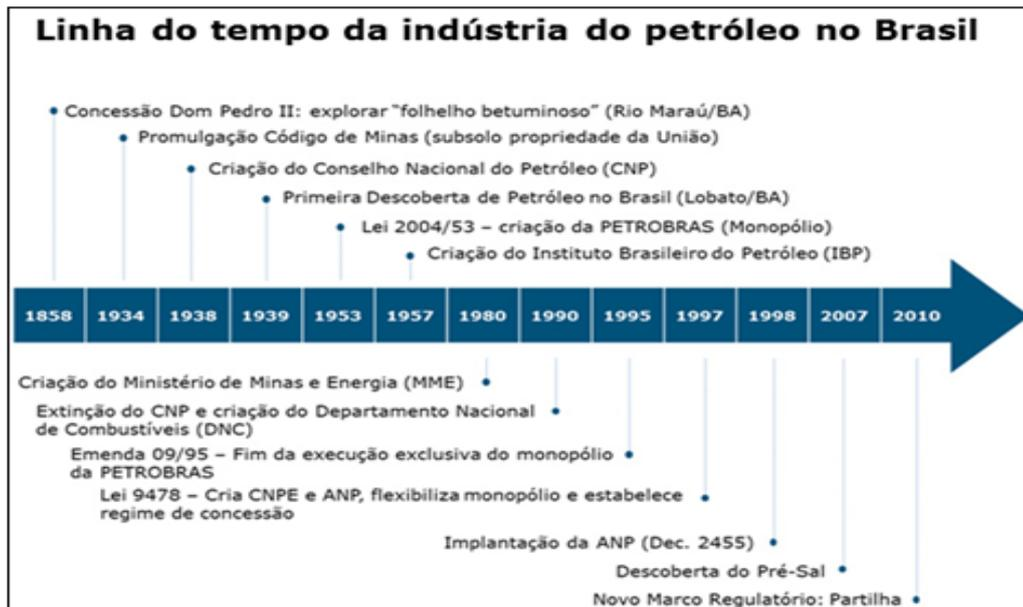 Linha do tempo da indústria do petróleo no Brasil
Concessão Dom Pedro II: explorar "folhelho betuminoso" (Rio Maraú/BA)
Promulgação Código de Minas (subsolo propriedade da União)
Criação do Conselho Nacional do Petróleo (CNP)
Primeira Descoberta de Petróleo no Brasil (Lobato/BA)
Lei 2004/53 – criação da PETROBRAS (Monopólio)
Criação do Instituto Brasileiro do Petróleo (IBP)
1858 1934 1938 1939 1953 1957 1980 1990 1995 1997 1998 2007 2010
Criação do Ministério de Minas e Energia (MME)
Extinção do CNP e criação do Departamento Nacional
de Combustíveis (DNC)
Emenda 09/95 – Fim da execução exclusiva do monopólio
da PETROBRAS
Lei 9478 – Cria CNPE e ANP, flexibiliza monopólio e estabelece
regime de concessão
Implantação da ANP (Dec. 2455)
Descoberta do Pré-Sal
Novo Marco Regulatório: Partilha